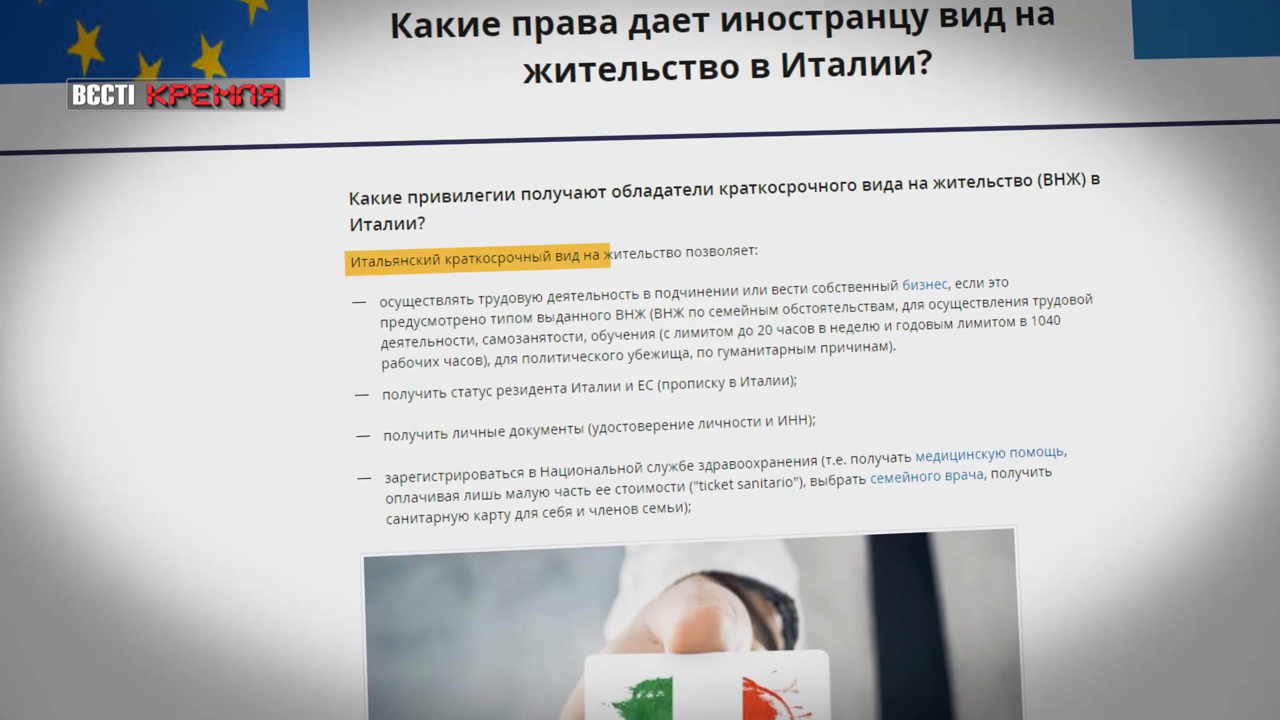 Какие права дает иностранцу вид на
жительство в Италии?
ВЄСТІ КРЕМЛЯ
Какие привилегии получают обладатели краткосрочного вида на жительство (ВНЖ) в
Италии?
Итальянский краткосрочный вид на жительство позволяет:
— осуществлять трудовую деятельность в подчинении или вести собственный бизнес, если это
предусмотрено типом выданного ВНЖ (ВНЖ по семейным обстоятельствам, для осуществления трудовой
деятельности, самозанятости, обучения (с лимитом до 20 часов в неделю и годовым лимитом в 1040
рабочих часов), для политического убежища, по гуманитарным причинам).
— получить статус резидента Италии и ЕС (прописку в Италии);
— получить личные документы (удостоверение личности и ИНН);
— зарегистрироваться в Национальной службе здравоохранения (т.е. получать медицинскую помощь,
оплачивая лишь малую часть ее стоимости ("ticket sanitario"), выбрать семейного врача, получить
санитарную карту для себя и членов семьи);